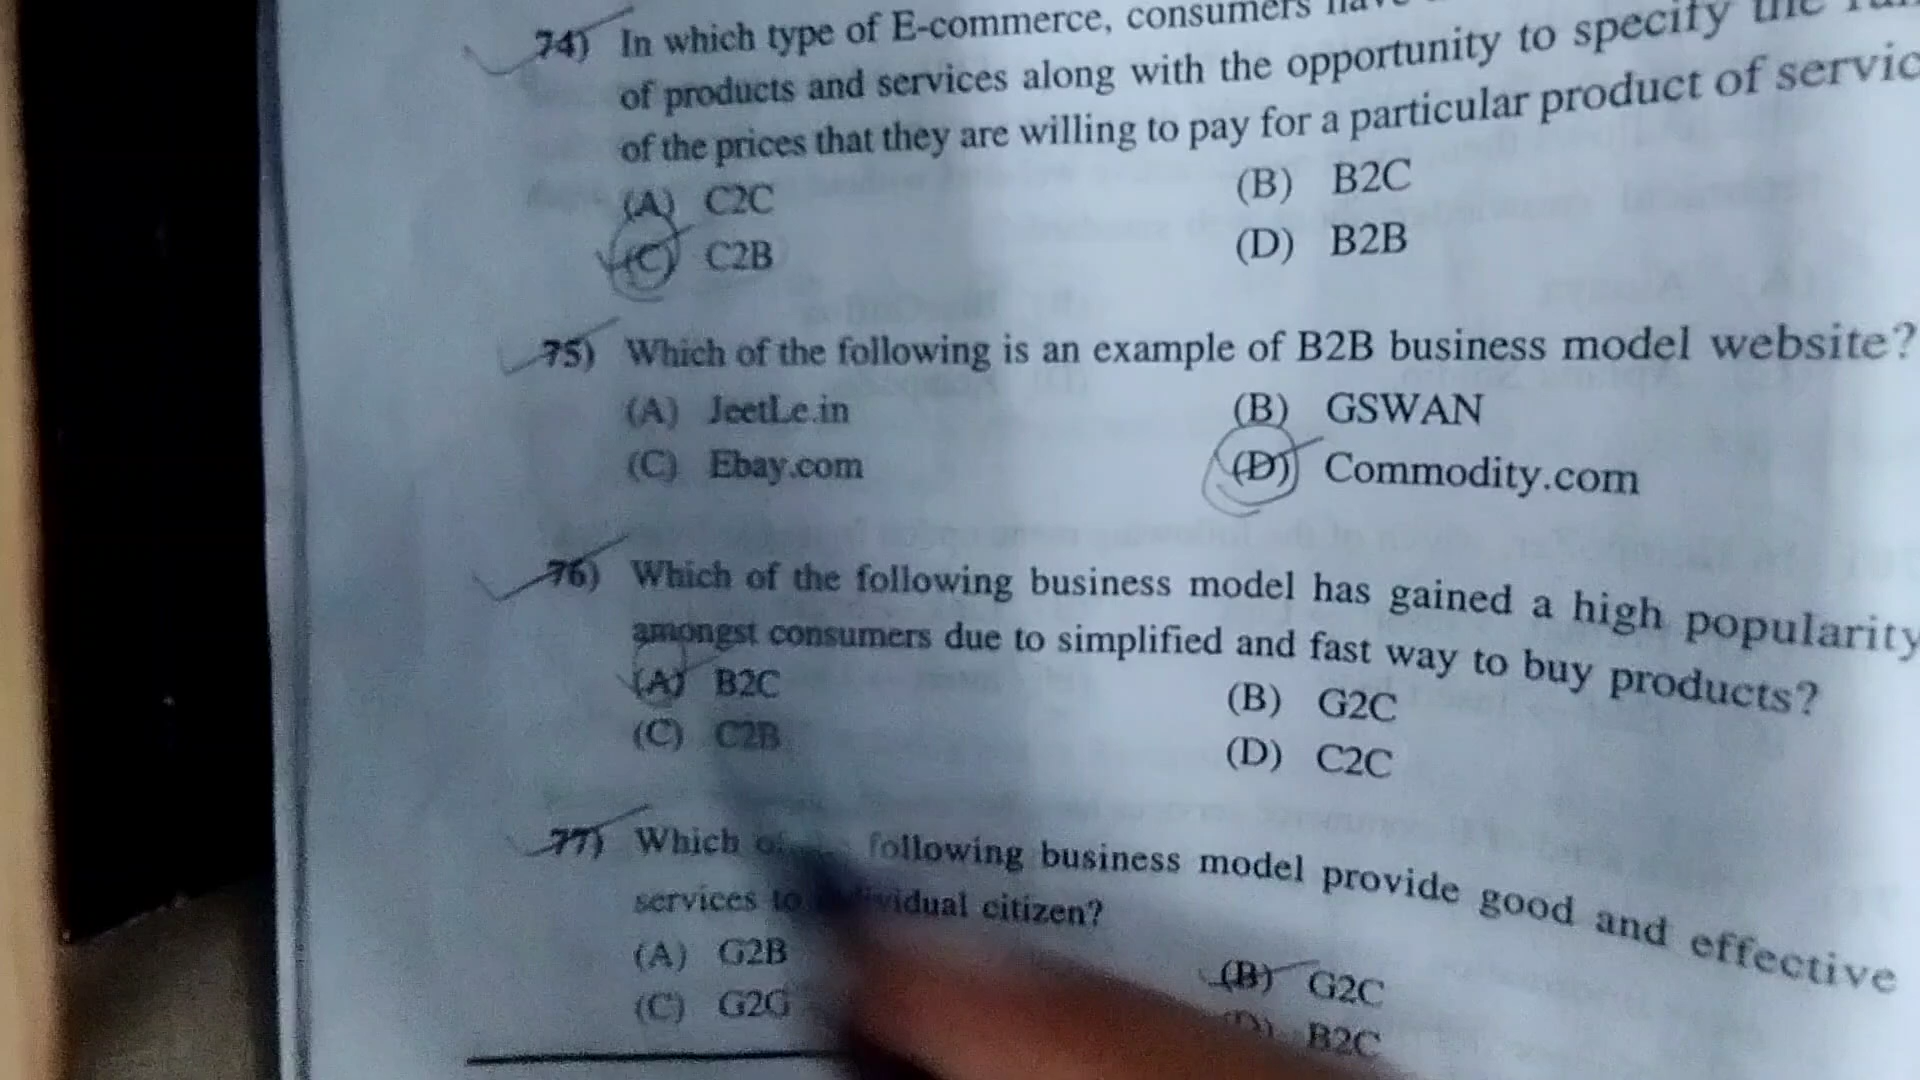 74) In which type of E-commerce, consumers
of products and services along with the opportunity to specify the
of the prices that they are willing to pay for a particular product of servic
(A) C2C (B) B2C
(C) C2B (D) B2B
75) Which of the following is an example of B2B business model website?
(A) JeetLe.in (B) GSWAN
(C) Ebay.com (D) Commodity.com
76) Which of the following business model has gained a high popularity
amongst consumers due to simplified and fast way to buy products?
(A) B2C (B) G2C
(C) C2B (D) C2C
77) Which following business model provide good and effective
services to citizen?
(A) G2B (B) G2C
(C) G2G (D) B2C